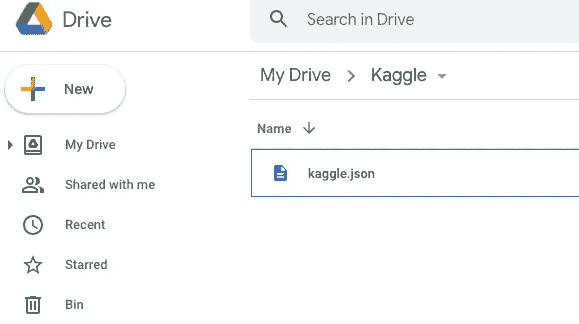 Drive
Search in Drive
My Drive > Kaggle
New
Name
My Drive
kaggle.json
Shared with me
Recent
Starred
Bin